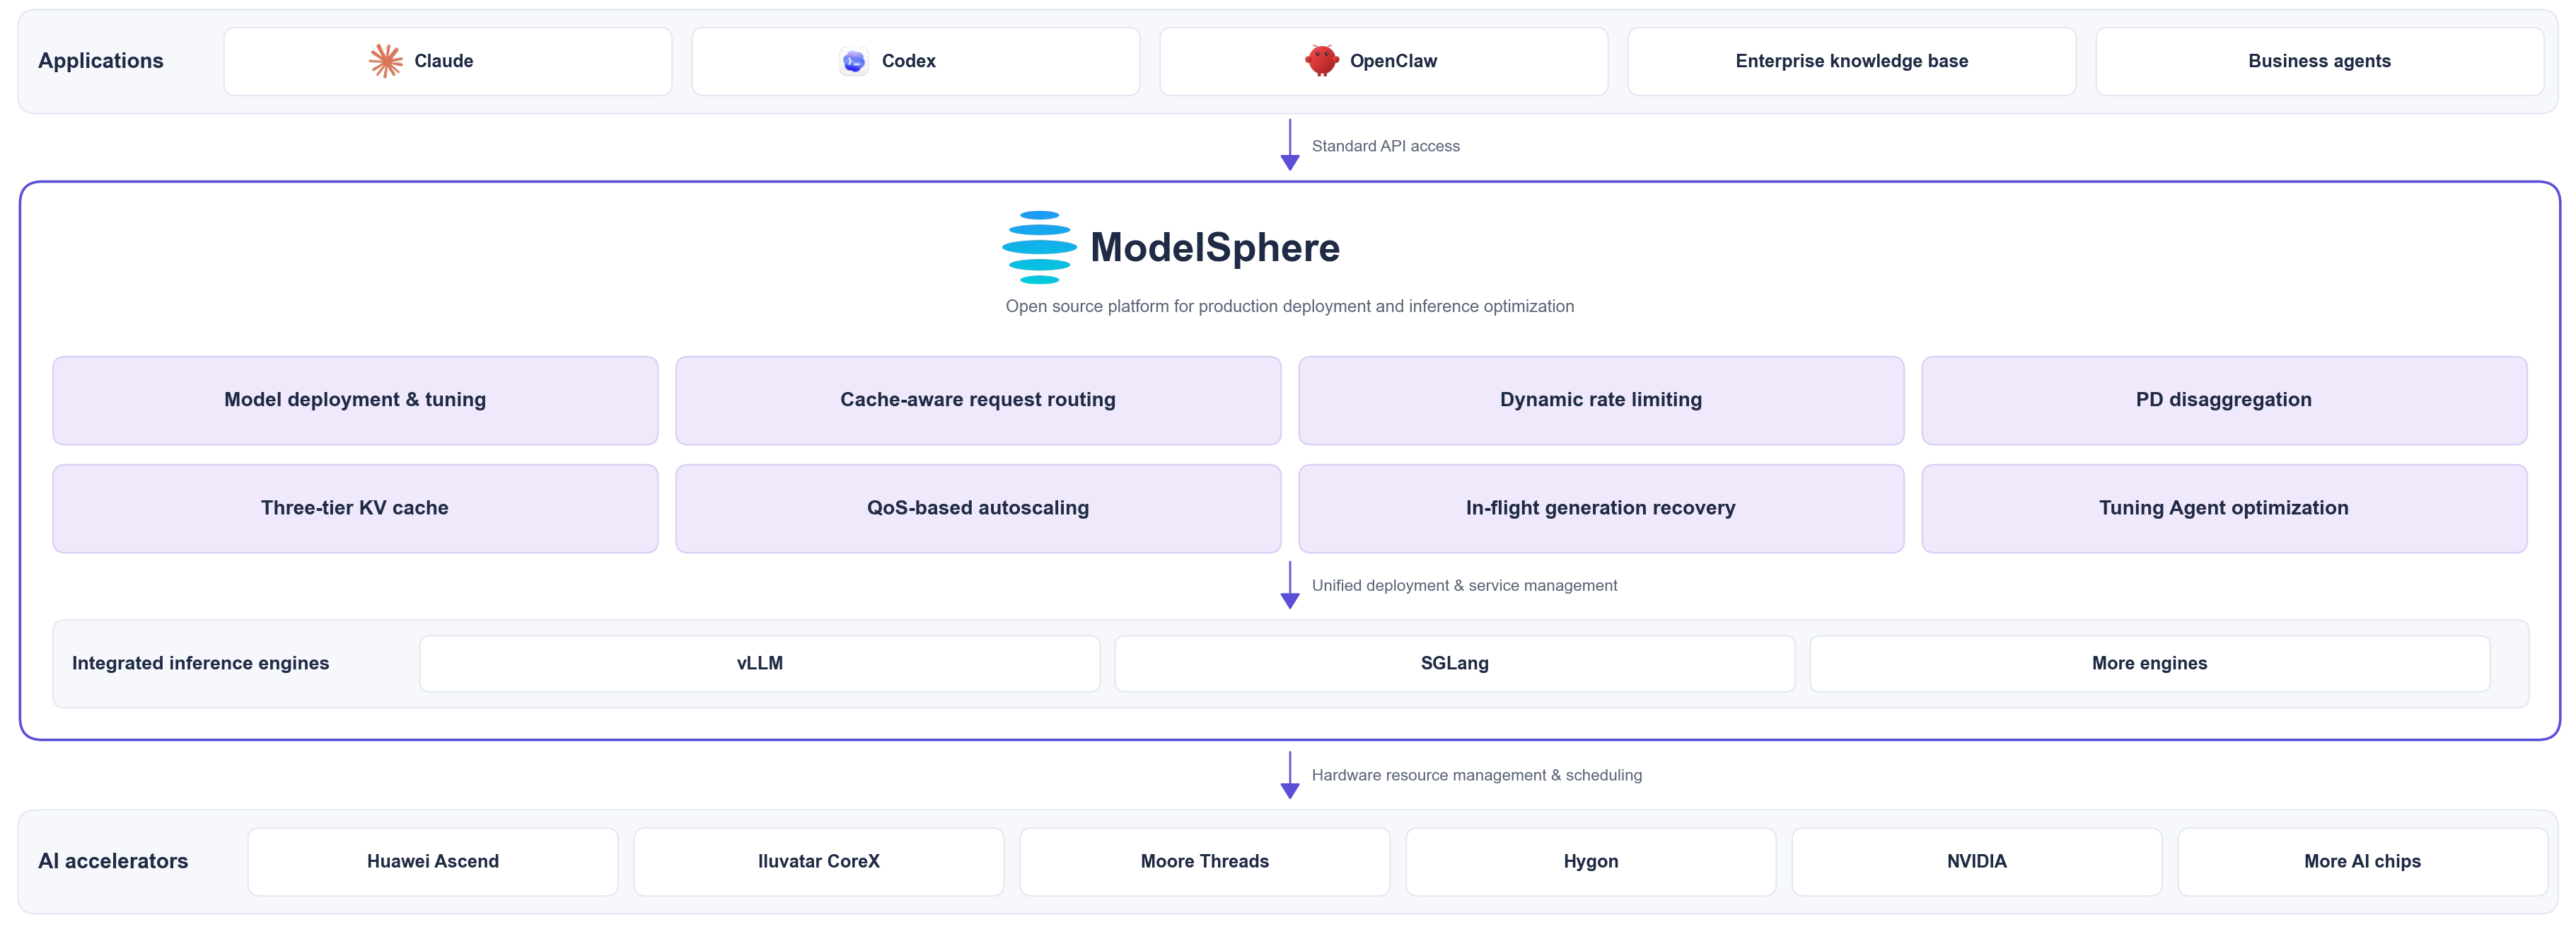 Applications
Claude
Codex
OpenClaw
Enterprise knowledge base
Business agents
Standard API access
ModelSphere
Open source platform for production deployment and inference optimization
Model deployment & tuning
Cache-aware request routing
Dynamic rate limiting
PD disaggregation
Three-tier KV cache
QoS-based autoscaling
In-flight generation recovery
Tuning Agent optimization
Unified deployment & service management
Integrated inference engines
vLLM
SGLang
More engines
Hardware resource management & scheduling
AI accelerators
Huawei Ascend
Iluvatar CoreX
Moore Threads
Hygon
NVIDIA
More AI chips